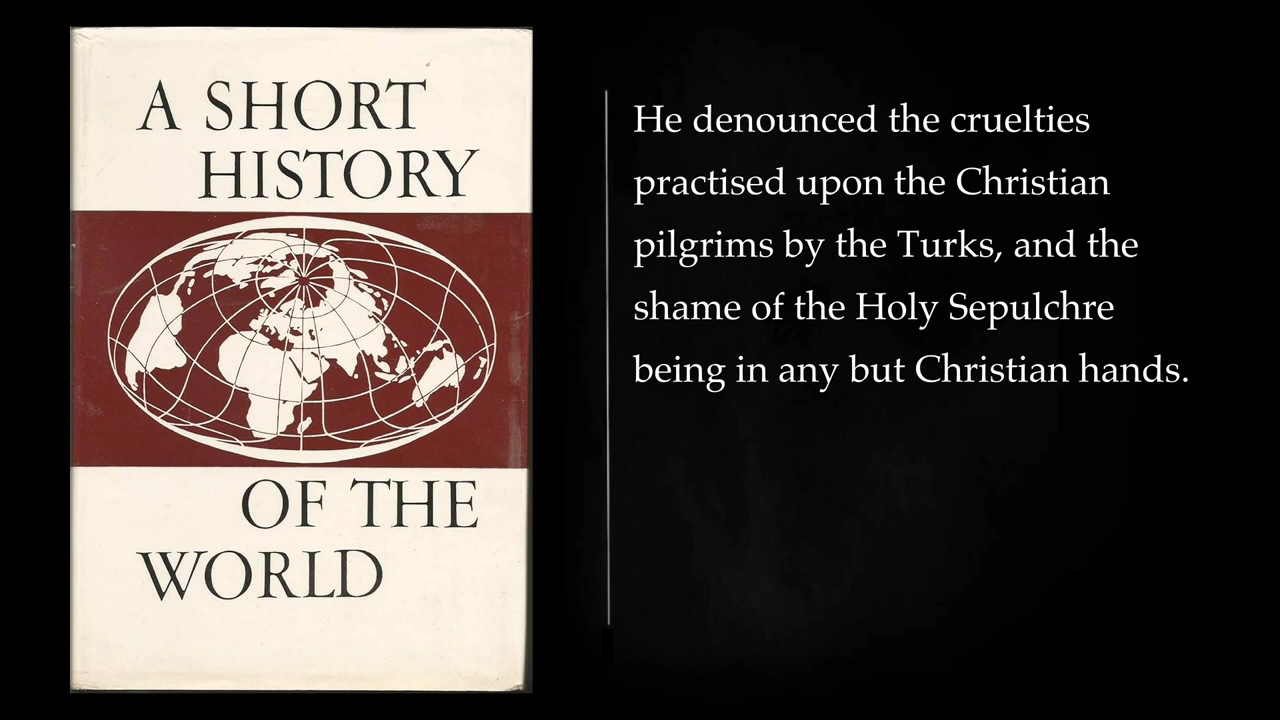 A SHORT
HISTORY
OF THE
WORLD
He denounced the cruelties
practised upon the Christian
pilgrims by the Turks, and the
shame of the Holy Sepulchre
being in any but Christian hands.